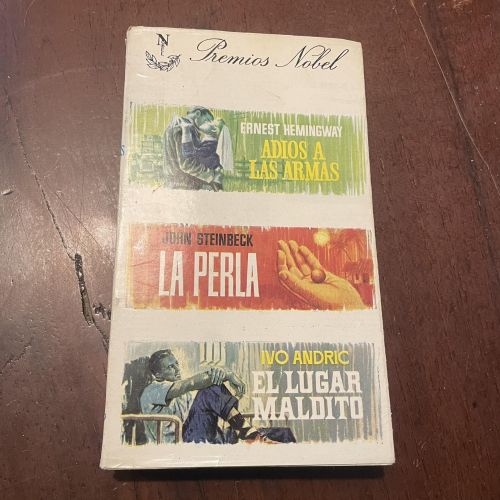 N
Premios Nobel
ERNEST HEMINGWAY
ADIOS A
LAS ARMAS
JOHN STEINBECK
LA PERLA
IVO ANDRIC
EL LUGAR
MALDITO